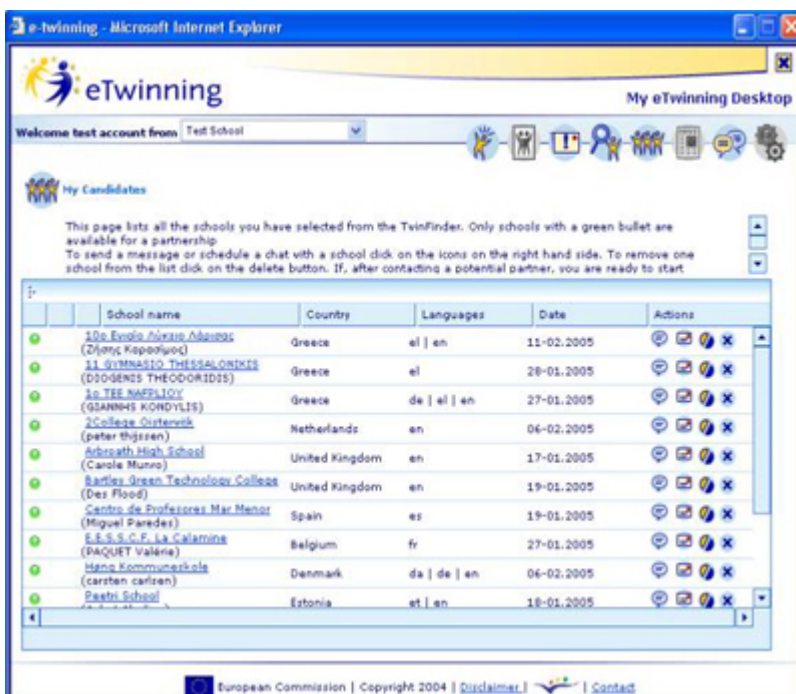 e-twinning - Microsoft Internet Explorer
eTwinning
My eTwinning Desktop
Welcome test account from Test School
My Candidates
This page lists all the schools you have selected from the TwinFinder. Only schools with a green bullet are
available for a partnership
To send a message or schedule a chat with a school click on the icons on the right hand side. To remove one
school from the list click on the delete button. If, after contacting a potential partner, you are ready to start
School name Country Languages Date Actions
10ο Ενιαίο Λύκειο Λάρισας Greece el | en 11-02.2005
(Ζήσης Καρασίμος)
11 GYMNASIO THESSALONIKIS Greece el 28-01.2005
(DIOGENIS THEODORIDIS)
1o TEE NAFPLIOY Greece de | el | en 27-01.2005
(GIANNHS KONDYLIS)
2College Oisterwijk Netherlands en 06-02.2005
(peter thijssen)
Arbroath High School United Kingdom en 17-01.2005
(Carole Munro)
Bartley Green Technology College United Kingdom en 19-01.2005
(Des Flood)
Centro de Profesores Mar Menor Spain es 19-01.2005
(Miguel Paredes)
E.E.S.S.C.F. La Calamine Belgium fr 27-01.2005
(PAQUET Valérie)
Høng Kommuneskole Denmark da | de | en 06-02.2005
(carsten carlsen)
Peetri School Estonia et | en 18-01.2005
European Commission | Copyright 2004 | Disclaimer | | Contact